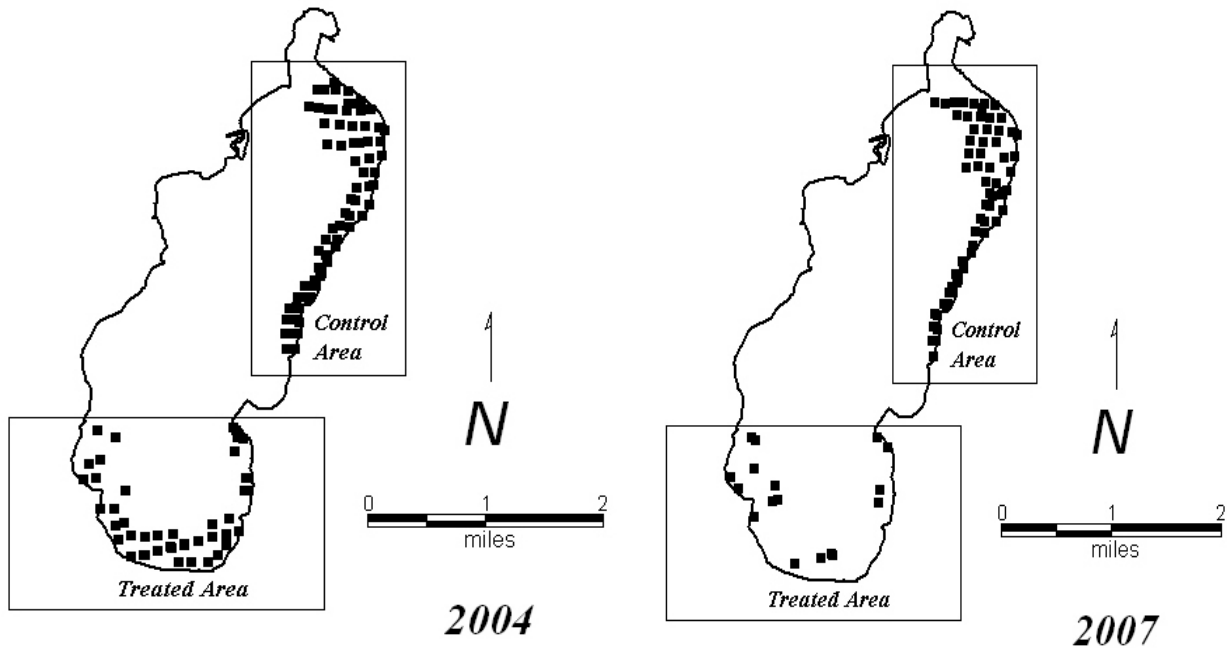 Control
Area
N
0 1 2
miles
Treated Area
2004
Control
Area
N
0 1 2
miles
Treated Area
2007